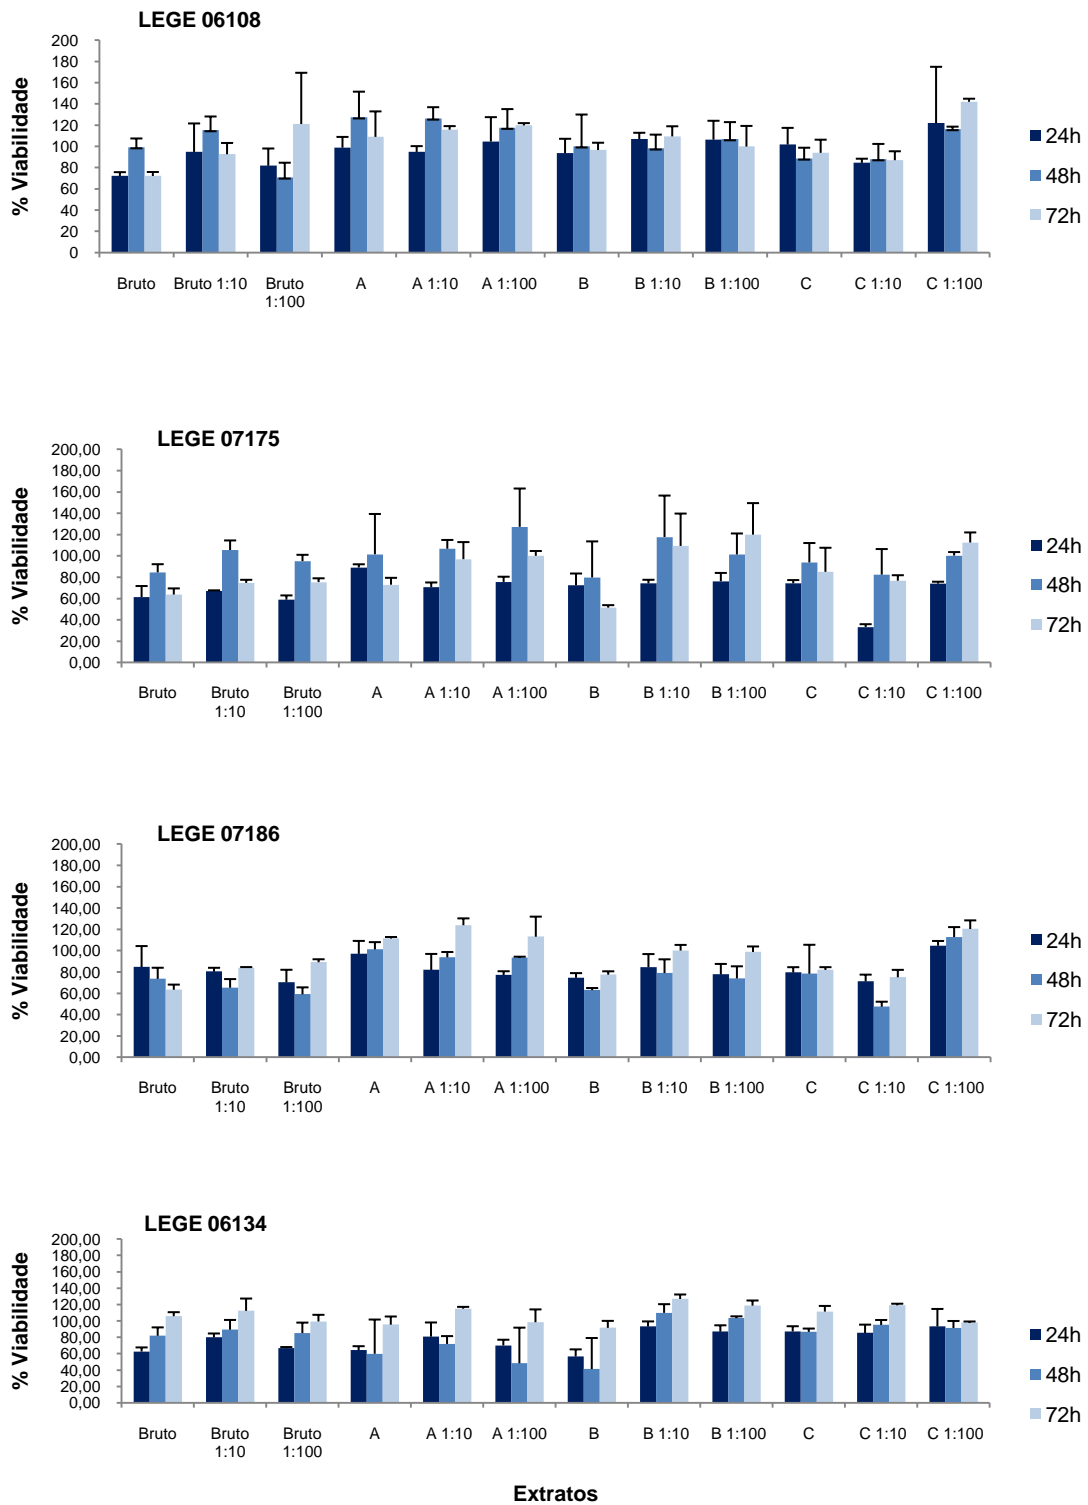 LEGE 06108
% Viabilidade
200
180
160
140
120
100
80
60
40
20
0
Bruto Bruto 1:10 Bruto 1:100 A A 1:10 A 1:100 B B 1:10 B 1:100 C C 1:10 C 1:100
24h
48h
72h
LEGE 07175
% Viabilidade
200,00
180,00
160,00
140,00
120,00
100,00
80,00
60,00
40,00
20,00
0,00
Bruto Bruto 1:10 Bruto 1:100 A A 1:10 A 1:100 B B 1:10 B 1:100 C C 1:10 C 1:100
24h
48h
72h
LEGE 07186
% Viabilidade
200,00
180,00
160,00
140,00
120,00
100,00
80,00
60,00
40,00
20,00
0,00
Bruto Bruto 1:10 Bruto 1:100 A A 1:10 A 1:100 B B 1:10 B 1:100 C C 1:10 C 1:100
24h
48h
72h
LEGE 06134
% Viabilidade
200,00
180,00
160,00
140,00
120,00
100,00
80,00
60,00
40,00
20,00
0,00
Bruto Bruto 1:10 Bruto 1:100 A A 1:10 A 1:100 B B 1:10 B 1:100 C C 1:10 C 1:100
24h
48h
72h
Extratos